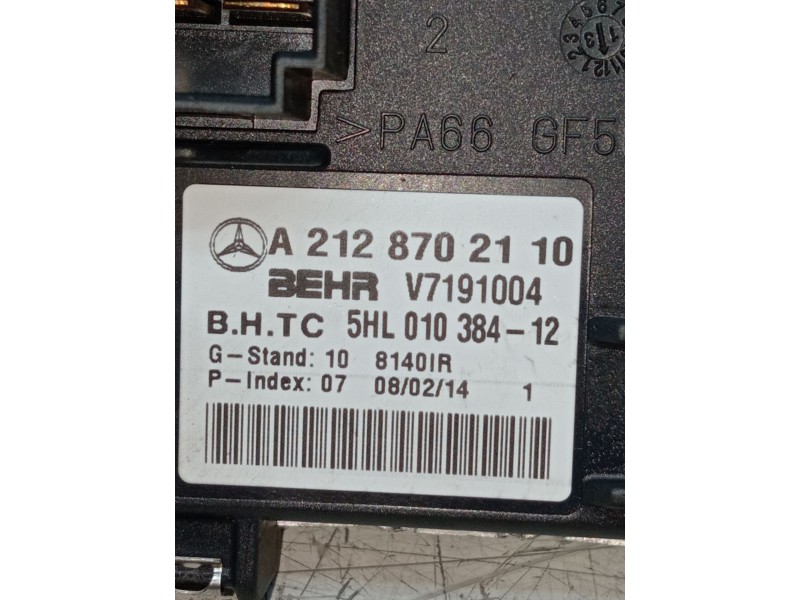 2
>PA66 GF5
A 212 870 21 10
BEHR V7191004
B.H.TC 5HL 010 384-12
G-Stand: 10 8140IR
P-Index: 07 08/02/14 1